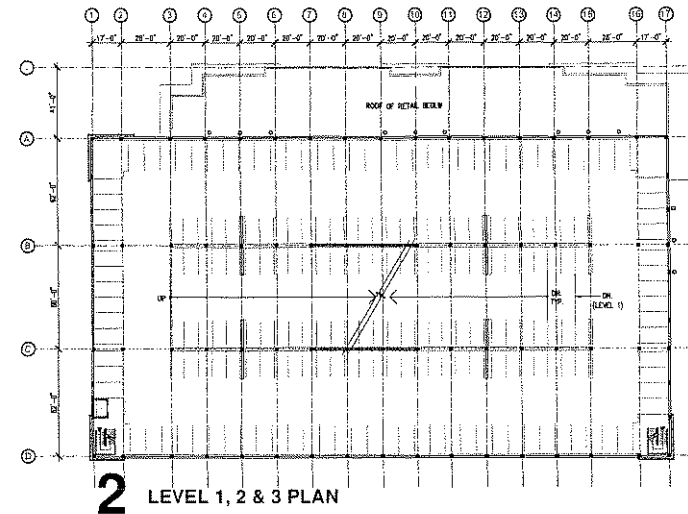 1 2 3 4 5 6 7 8 9 10 11 12 13 14 15 16 17
17'-0" 28'-0" 20'-0" 20'-0" 20'-0" 20'-0" 20'-0" 20'-0" 20'-0" 20'-0" 20'-0" 20'-0" 20'-0" 28'-0" 17'-0"
ROOF OF RETAIL BELOW
A
B
UP
DN.
TYP.
DN.
(LEVEL 1)
C
D
2 LEVEL 1, 2 & 3 PLAN